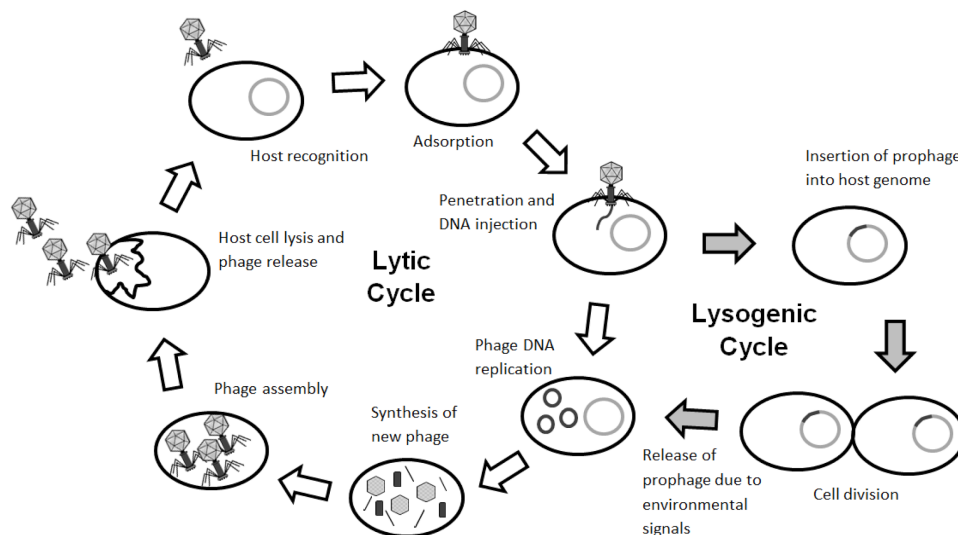 Host recognition
Adsorption
Penetration and
DNA injection
Insertion of prophage
into host genome
Host cell lysis and
phage release
Lytic
Cycle
Lysogenic
Cycle
Phage DNA
replication
Phage assembly
Synthesis of
new phage
Release of
prophage due to
environmental
signals
Cell division